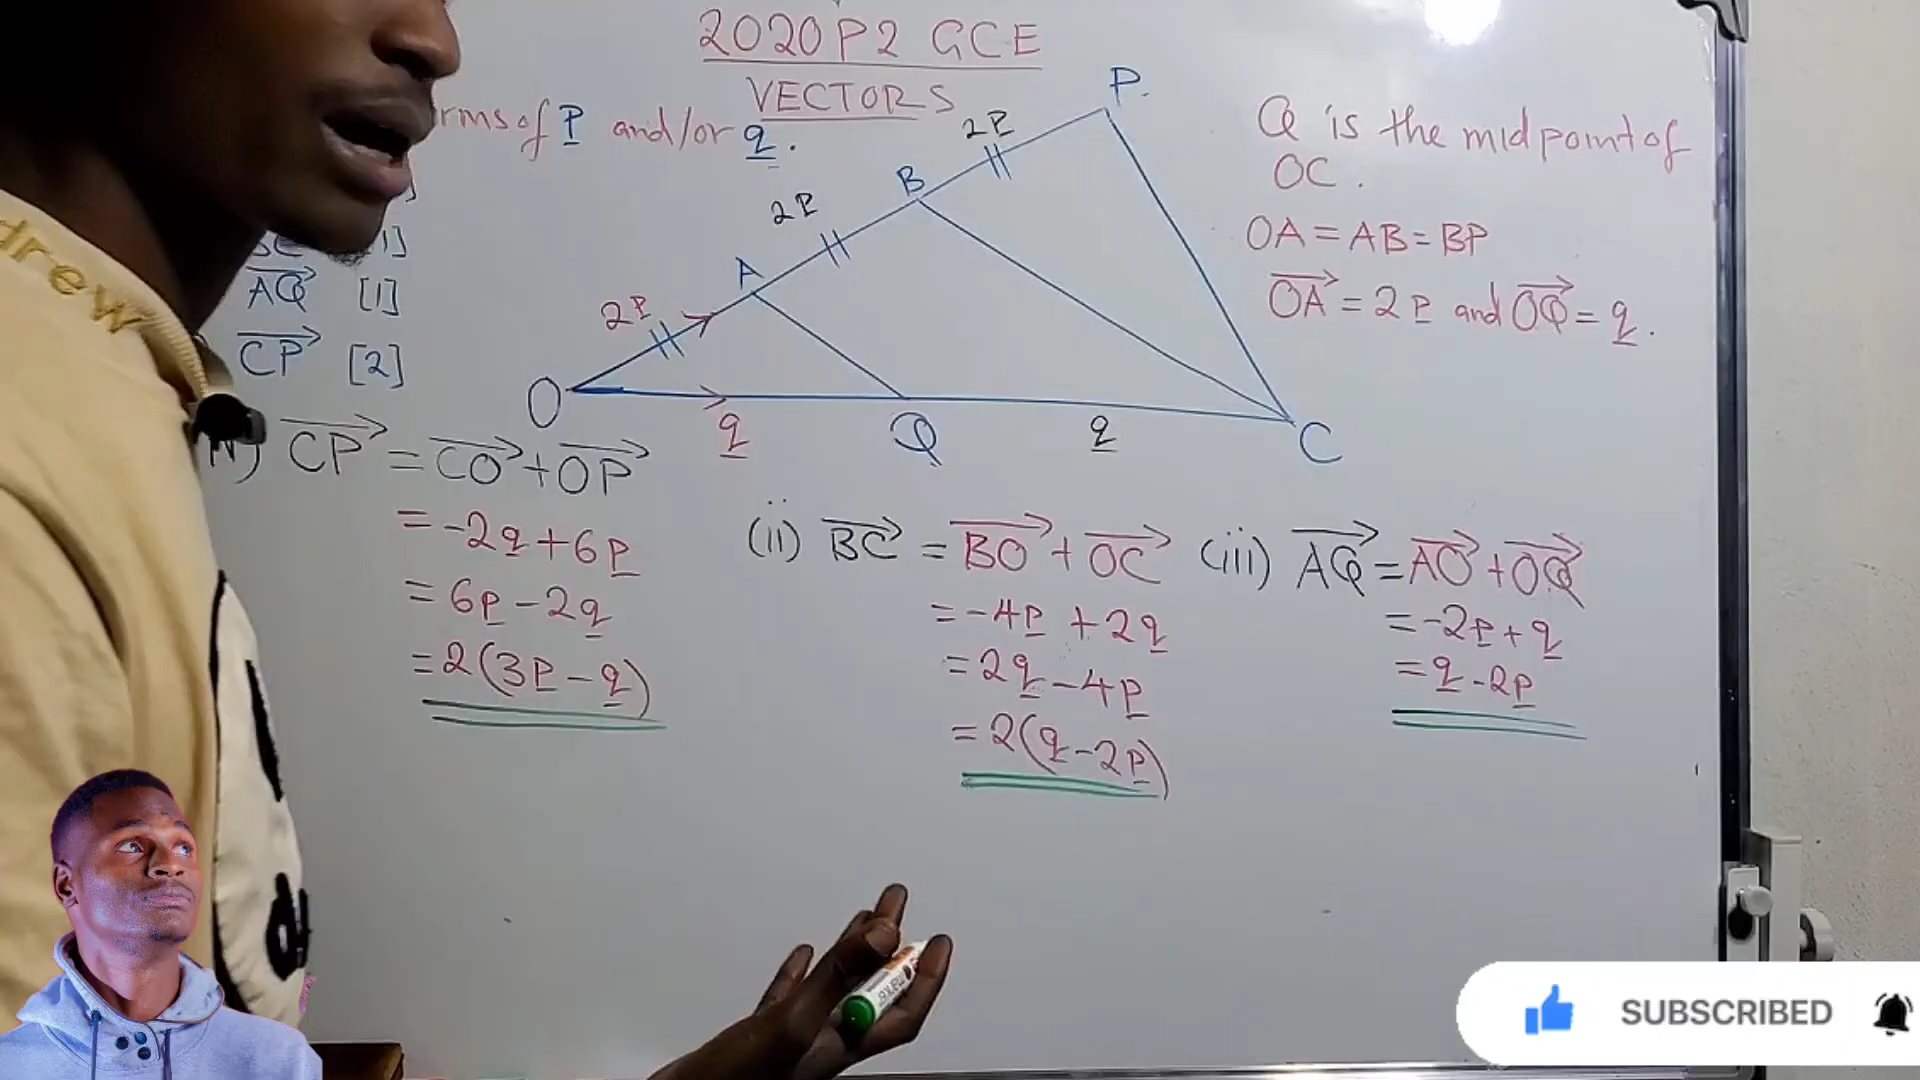 2020 P2 GCE
VECTORS
rms of p and/or q.
1]
AQ [1]
CP [2]
P
2p
B
2p
A
2p
O
q
Q
q
C
Q is the midpoint of
OC.
OA = AB = BP
OA = 2p and OQ = q.
CP = CO + OP
= -2q + 6p
= 6p - 2q
= 2(3p - q)
(ii) BC = BO + OC
= -4p + 2q
= 2q - 4p
= 2(q - 2p)
(iii) AQ = AO + OQ
= -2p + q
= q - 2p
drew
SUBSCRIBED